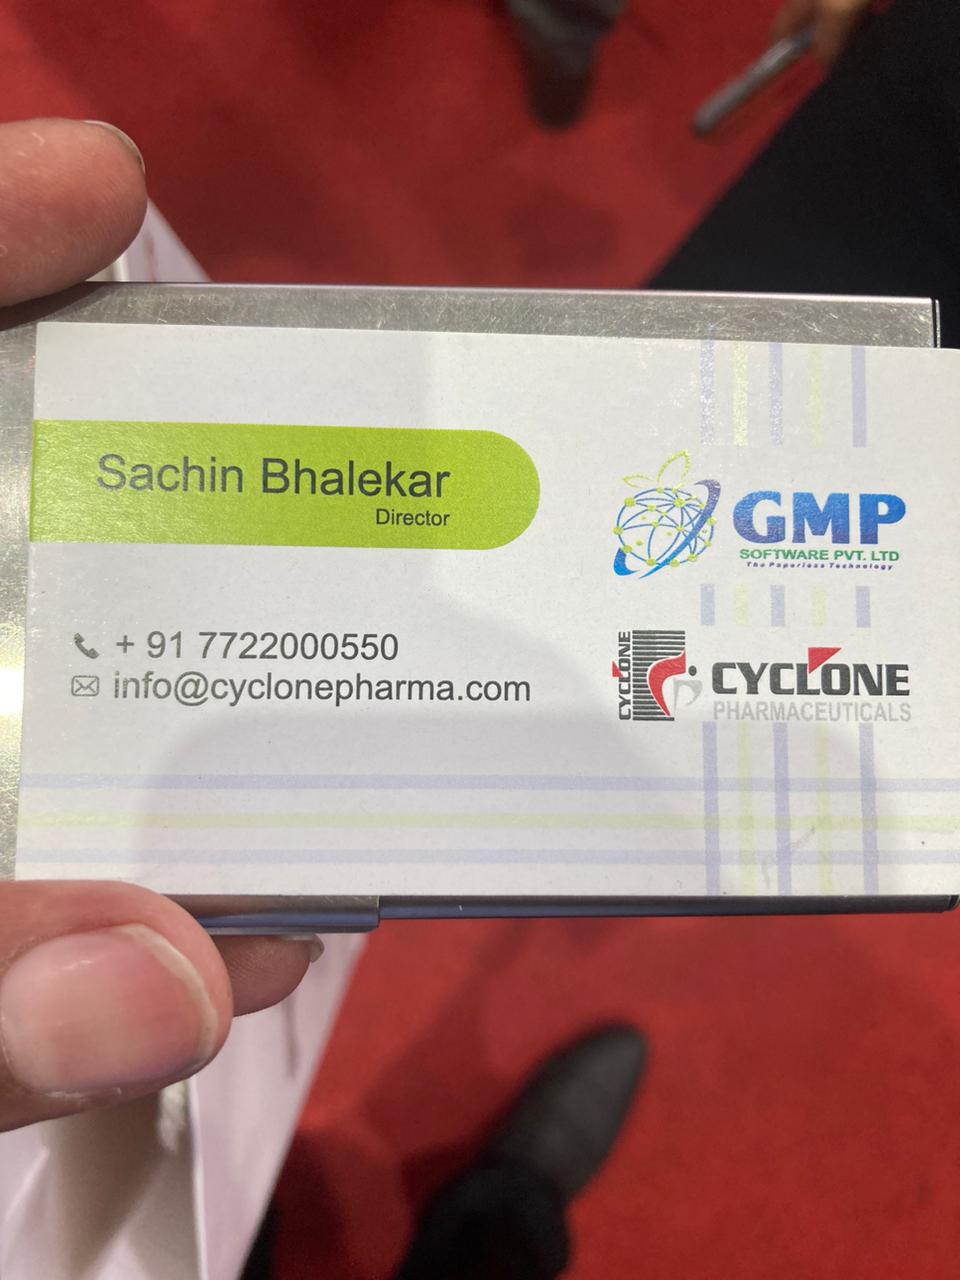 Sachin Bhalekar
Director
+ 91 7722000550
info@cyclonepharma.com
GMP
SOFTWARE PVT. LTD
The Paperless Technology
CYCLONE
CYCLONE
PHARMACEUTICALS